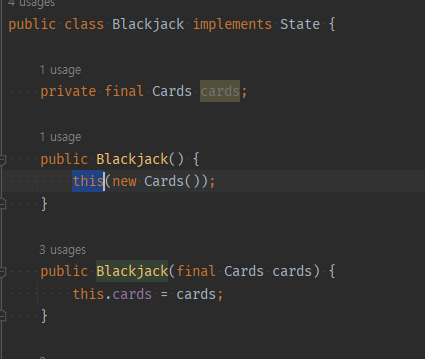 4 usages
public class Blackjack implements State {
1 usage
private final Cards cards;
1 usage
public Blackjack() {
this(new Cards());
}
3 usages
public Blackjack(final Cards cards) {
this.cards = cards;
}